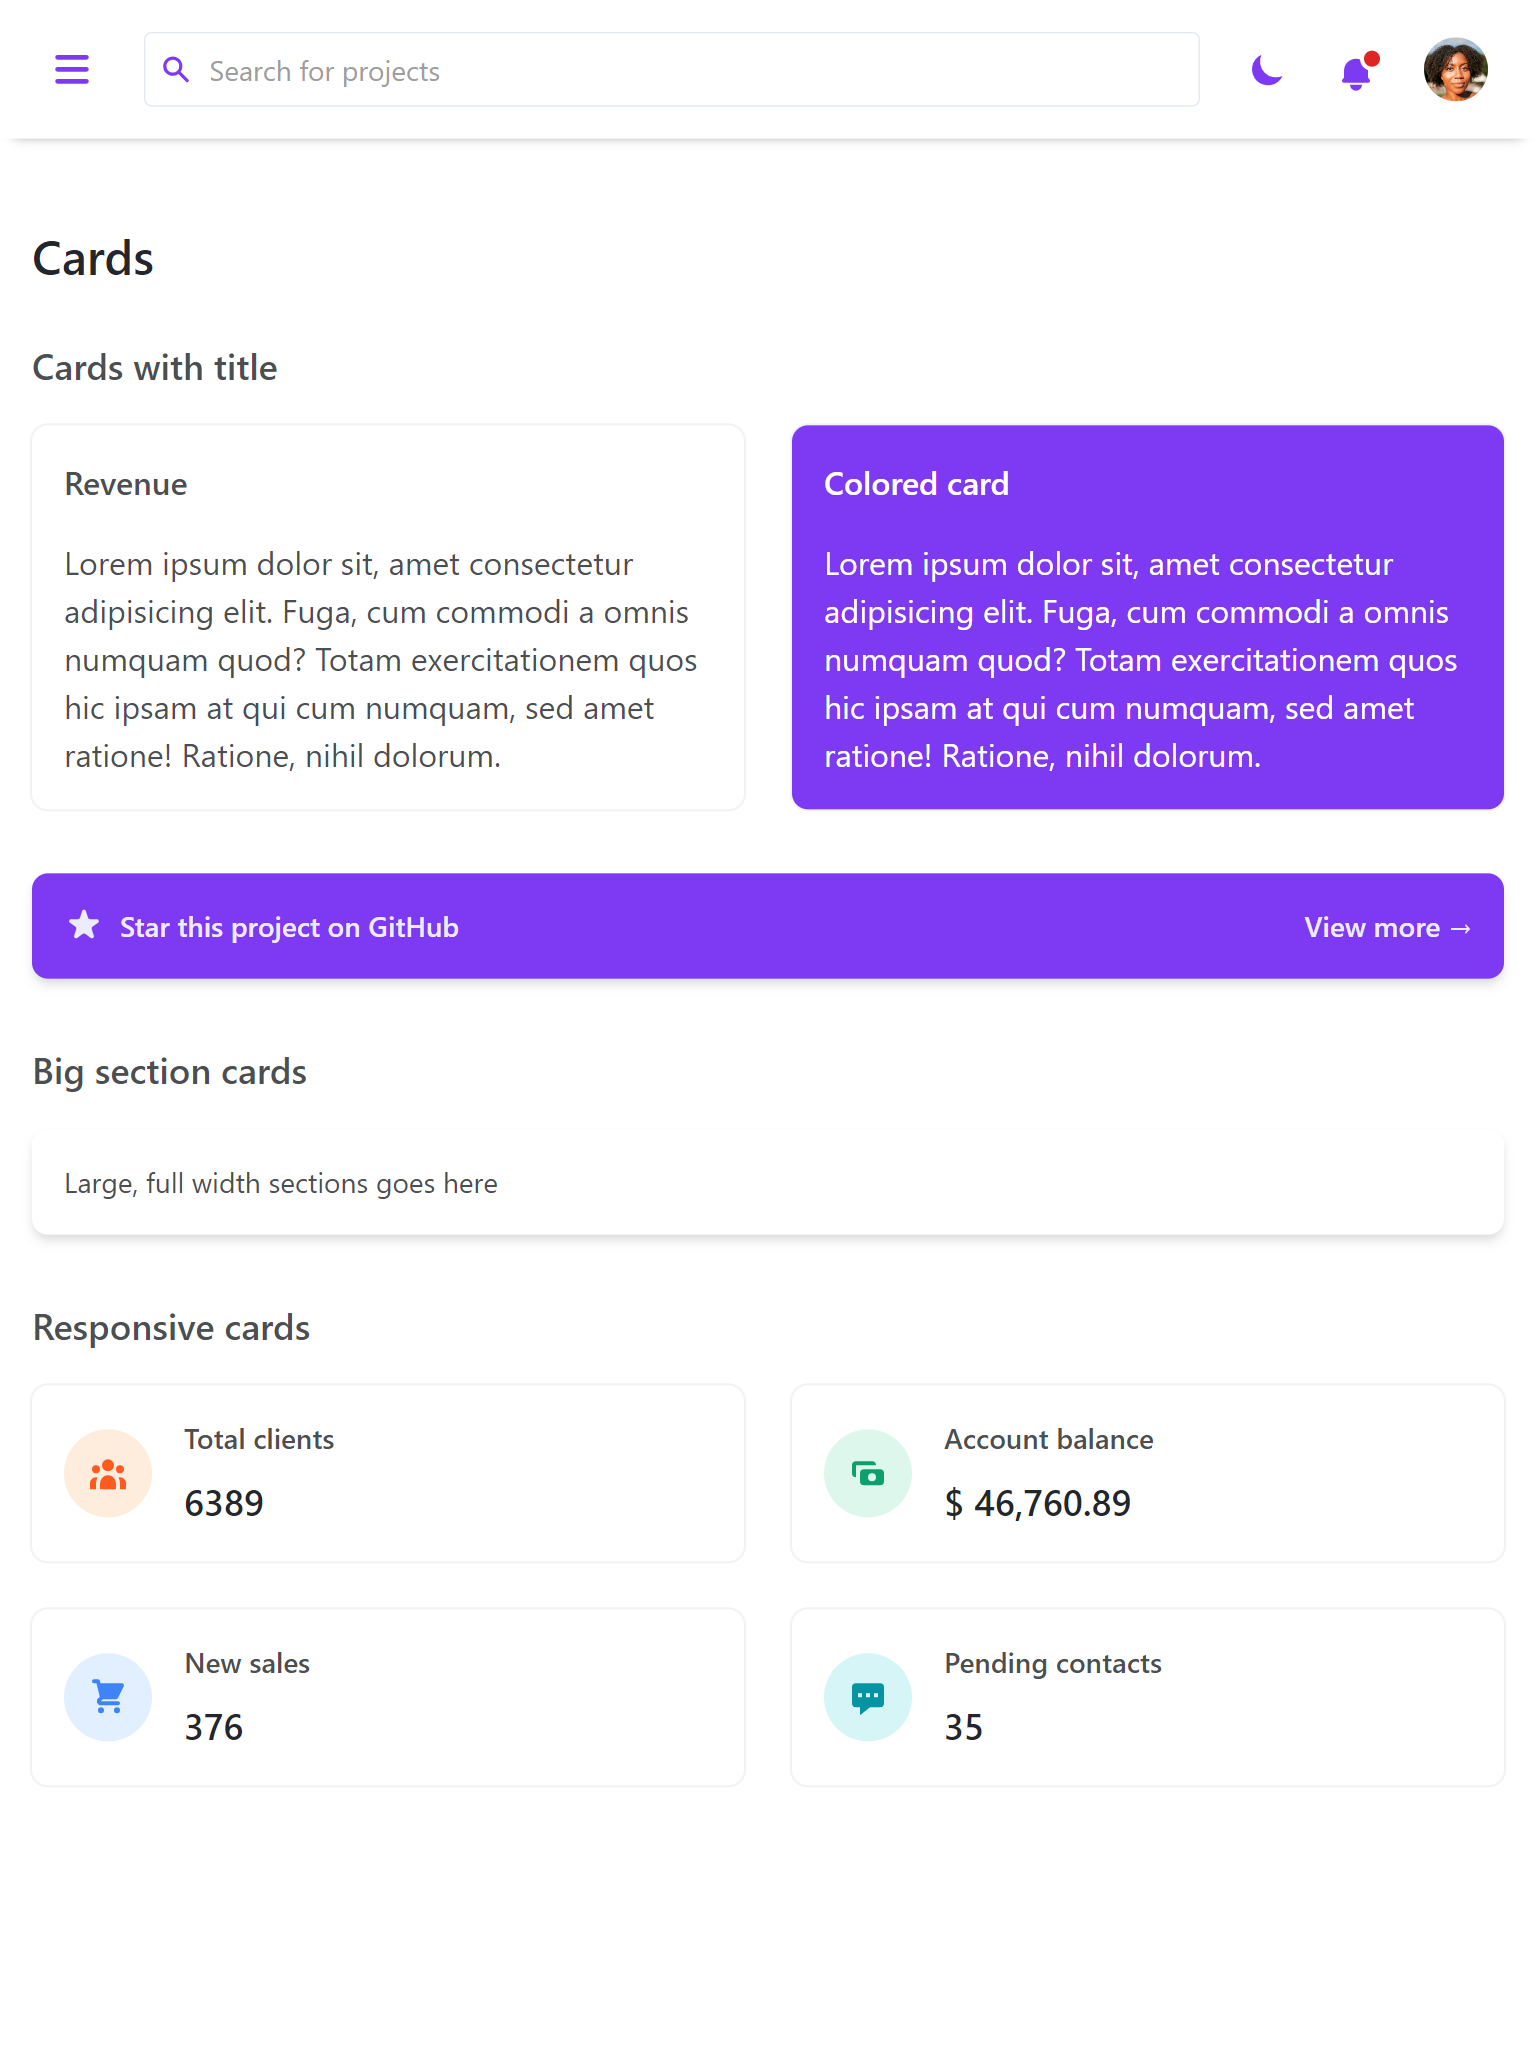 Search for projects
Cards
Cards with title
Revenue
Lorem ipsum dolor sit, amet consectetur
adipisicing elit. Fuga, cum commodi a omnis
numquam quod? Totam exercitationem quos
hic ipsam at qui cum numquam, sed amet
ratione! Ratione, nihil dolorum.
Colored card
Lorem ipsum dolor sit, amet consectetur
adipisicing elit. Fuga, cum commodi a omnis
numquam quod? Totam exercitationem quos
hic ipsam at qui cum numquam, sed amet
ratione! Ratione, nihil dolorum.
Star this project on GitHub
View more →
Big section cards
Large, full width sections goes here
Responsive cards
Total clients
6389
Account balance
$ 46,760.89
New sales
376
Pending contacts
35